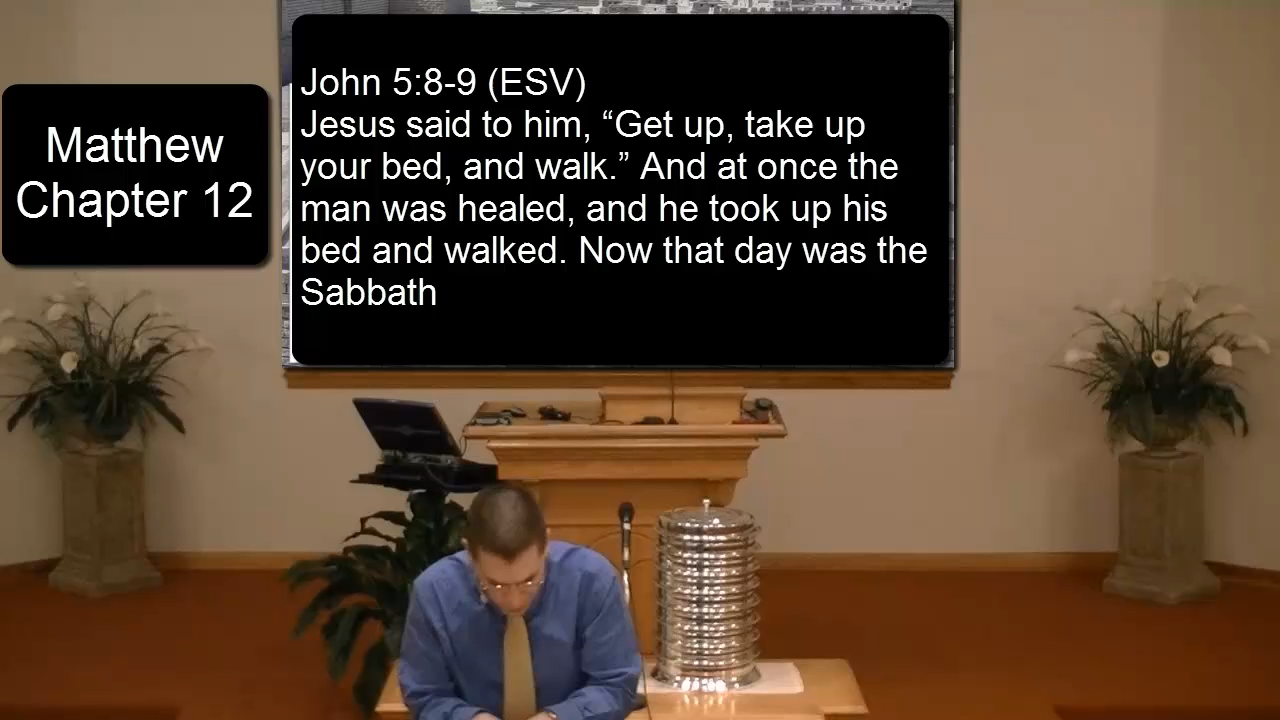 Matthew
Chapter 12
John 5:8-9 (ESV)
Jesus said to him, “Get up, take up
your bed, and walk.” And at once the
man was healed, and he took up his
bed and walked. Now that day was the
Sabbath